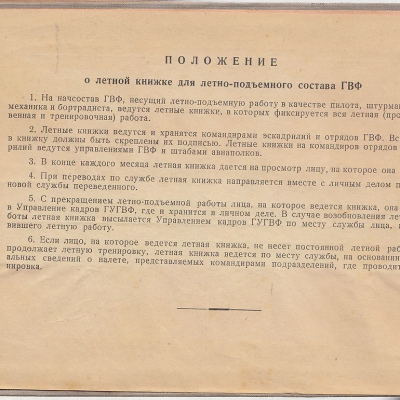 ПОЛОЖЕНИЕ
о летной книжке для летно-подъемного состава ГВФ
1. На начсостав ГВФ, несущий летно-подъемную работу в качестве пилота, штурман
механика и бортрадиста, ведутся летные книжки, в которых фиксируется вся летная (про
венная и тренировочная) работа.
2. Летные книжки ведутся и хранятся командирами эскадрилий и отрядов ГВФ. Вс
в книжку должны быть скреплены их подписью. Летные книжки на командиров отрядов
рилий ведутся управлениями ГВФ и штабами авиаполков.
3. В конце каждого месяца летная книжка дается на просмотр лицу, на которое она
4. При переводах по службе летная книжка направляется вместе с личным делом п
новой службы переведенного.
5. С прекращением летно-подъемной работы лица, на которое ведется книжка, она
в Управление кадров ГУГВФ, где и хранится в личном деле. В случае возобновления лет
боты летная книжка высылается Управлением кадров ГУГВФ по месту службы лица,
вившего летную работу.
6. Если лицо, на которое ведется летная книжка, не несет постоянной летной раб
продолжает летную тренировку, летная книжка ведется по месту службы, на основани
альных сведений о налете, представляемых командирами подразделений, где проводит
нировка.